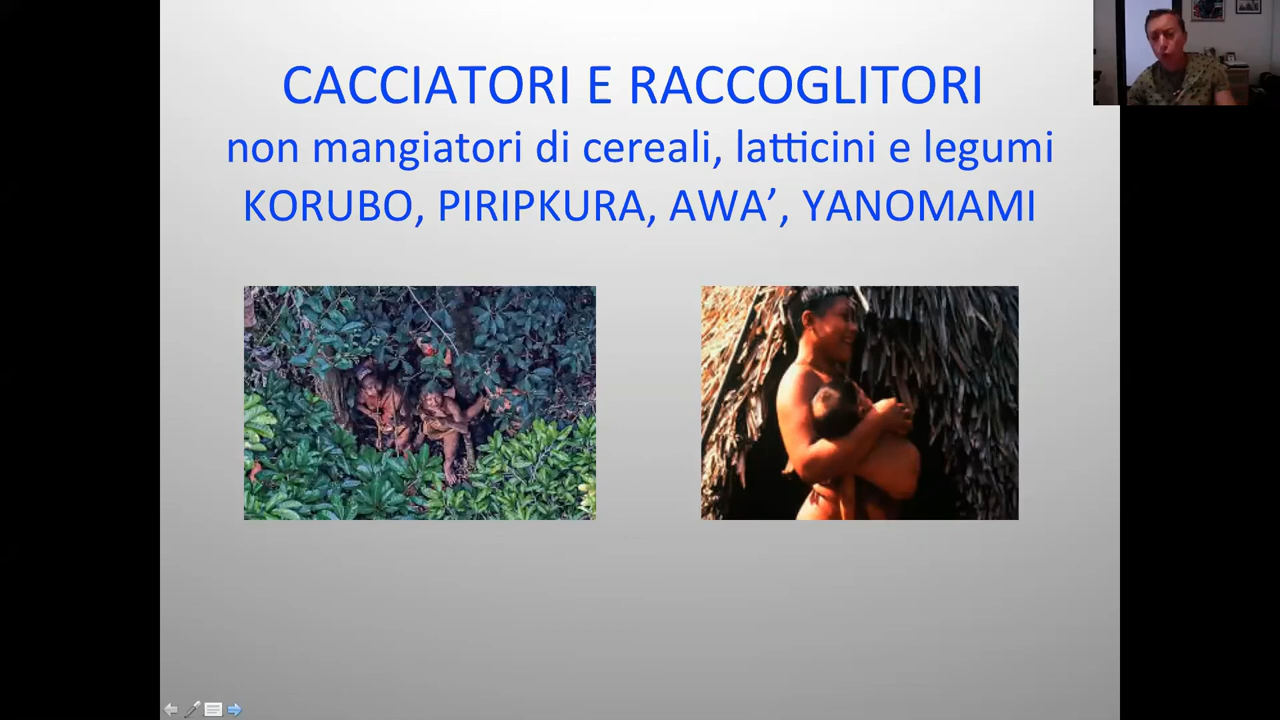 CACCIATORI E RACCOGLITORI
non mangiatori di cereali, latticini e legumi
KORUBO, PIRIPKURA, AWA’, YANOMAMI